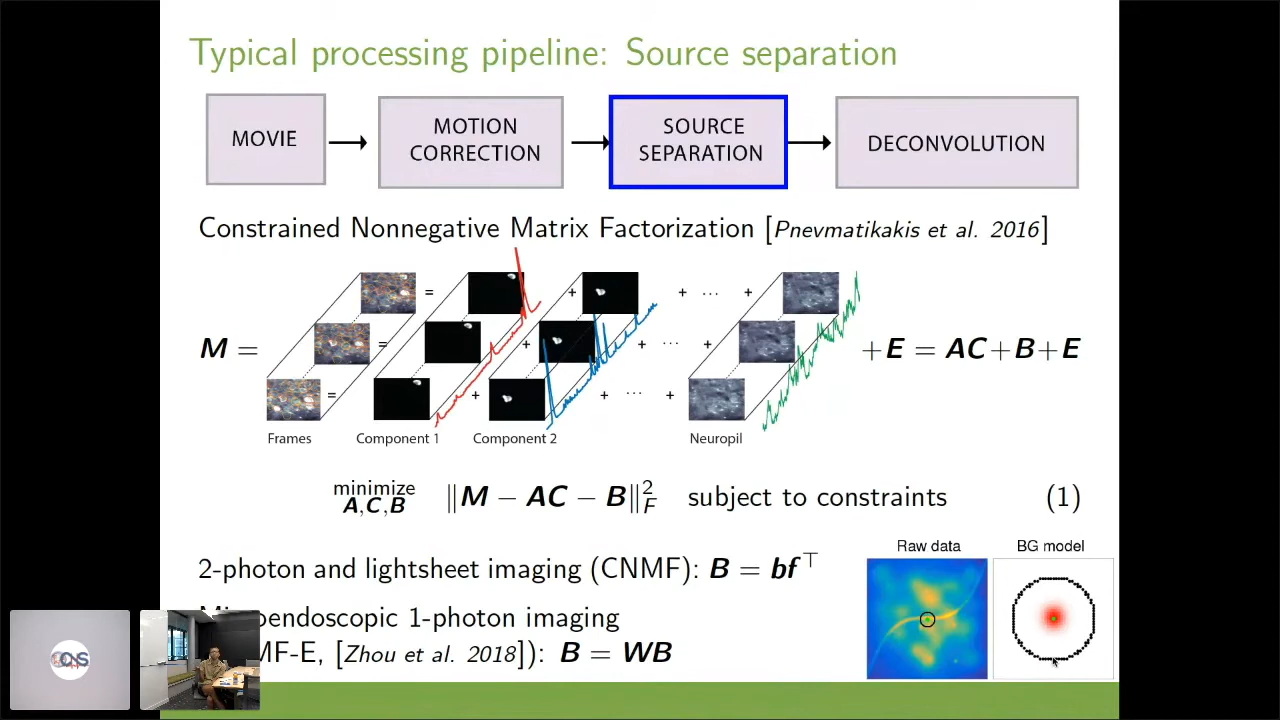 Typical processing pipeline: Source separation
MOVIE
MOTION CORRECTION
SOURCE SEPARATION
DECONVOLUTION
Constrained Nonnegative Matrix Factorization [Pnevmatikakis et al. 2016]
M =
=
+
+ ⋯ +
=
+
+ ⋯ +
=
+
+ ⋯ +
+E = AC+B+E
Frames
Component 1
Component 2
Neuropil
minimize A,C,B ‖M − AC − B‖²_F subject to constraints (1)
Raw data
BG model
2-photon and lightsheet imaging (CNMF): B = bf⊤
endoscopic 1-photon imaging
MF-E, [Zhou et al. 2018]): B = WB